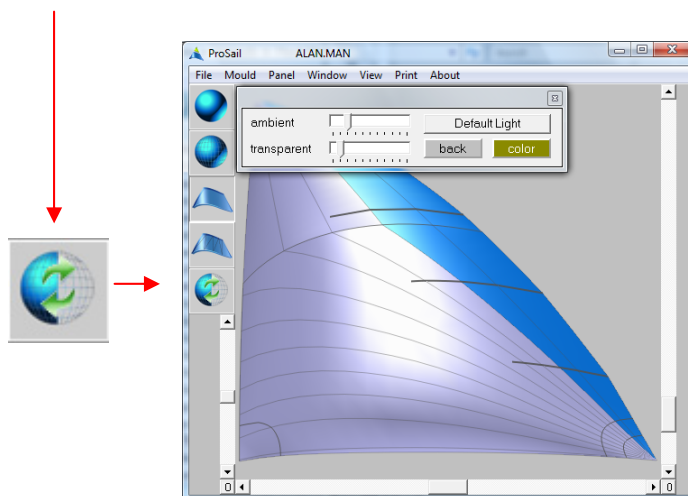 ProSail ALAN.MAN
File Mould Panel Window View Print About
ambient Default Light
transparent back color
0 0